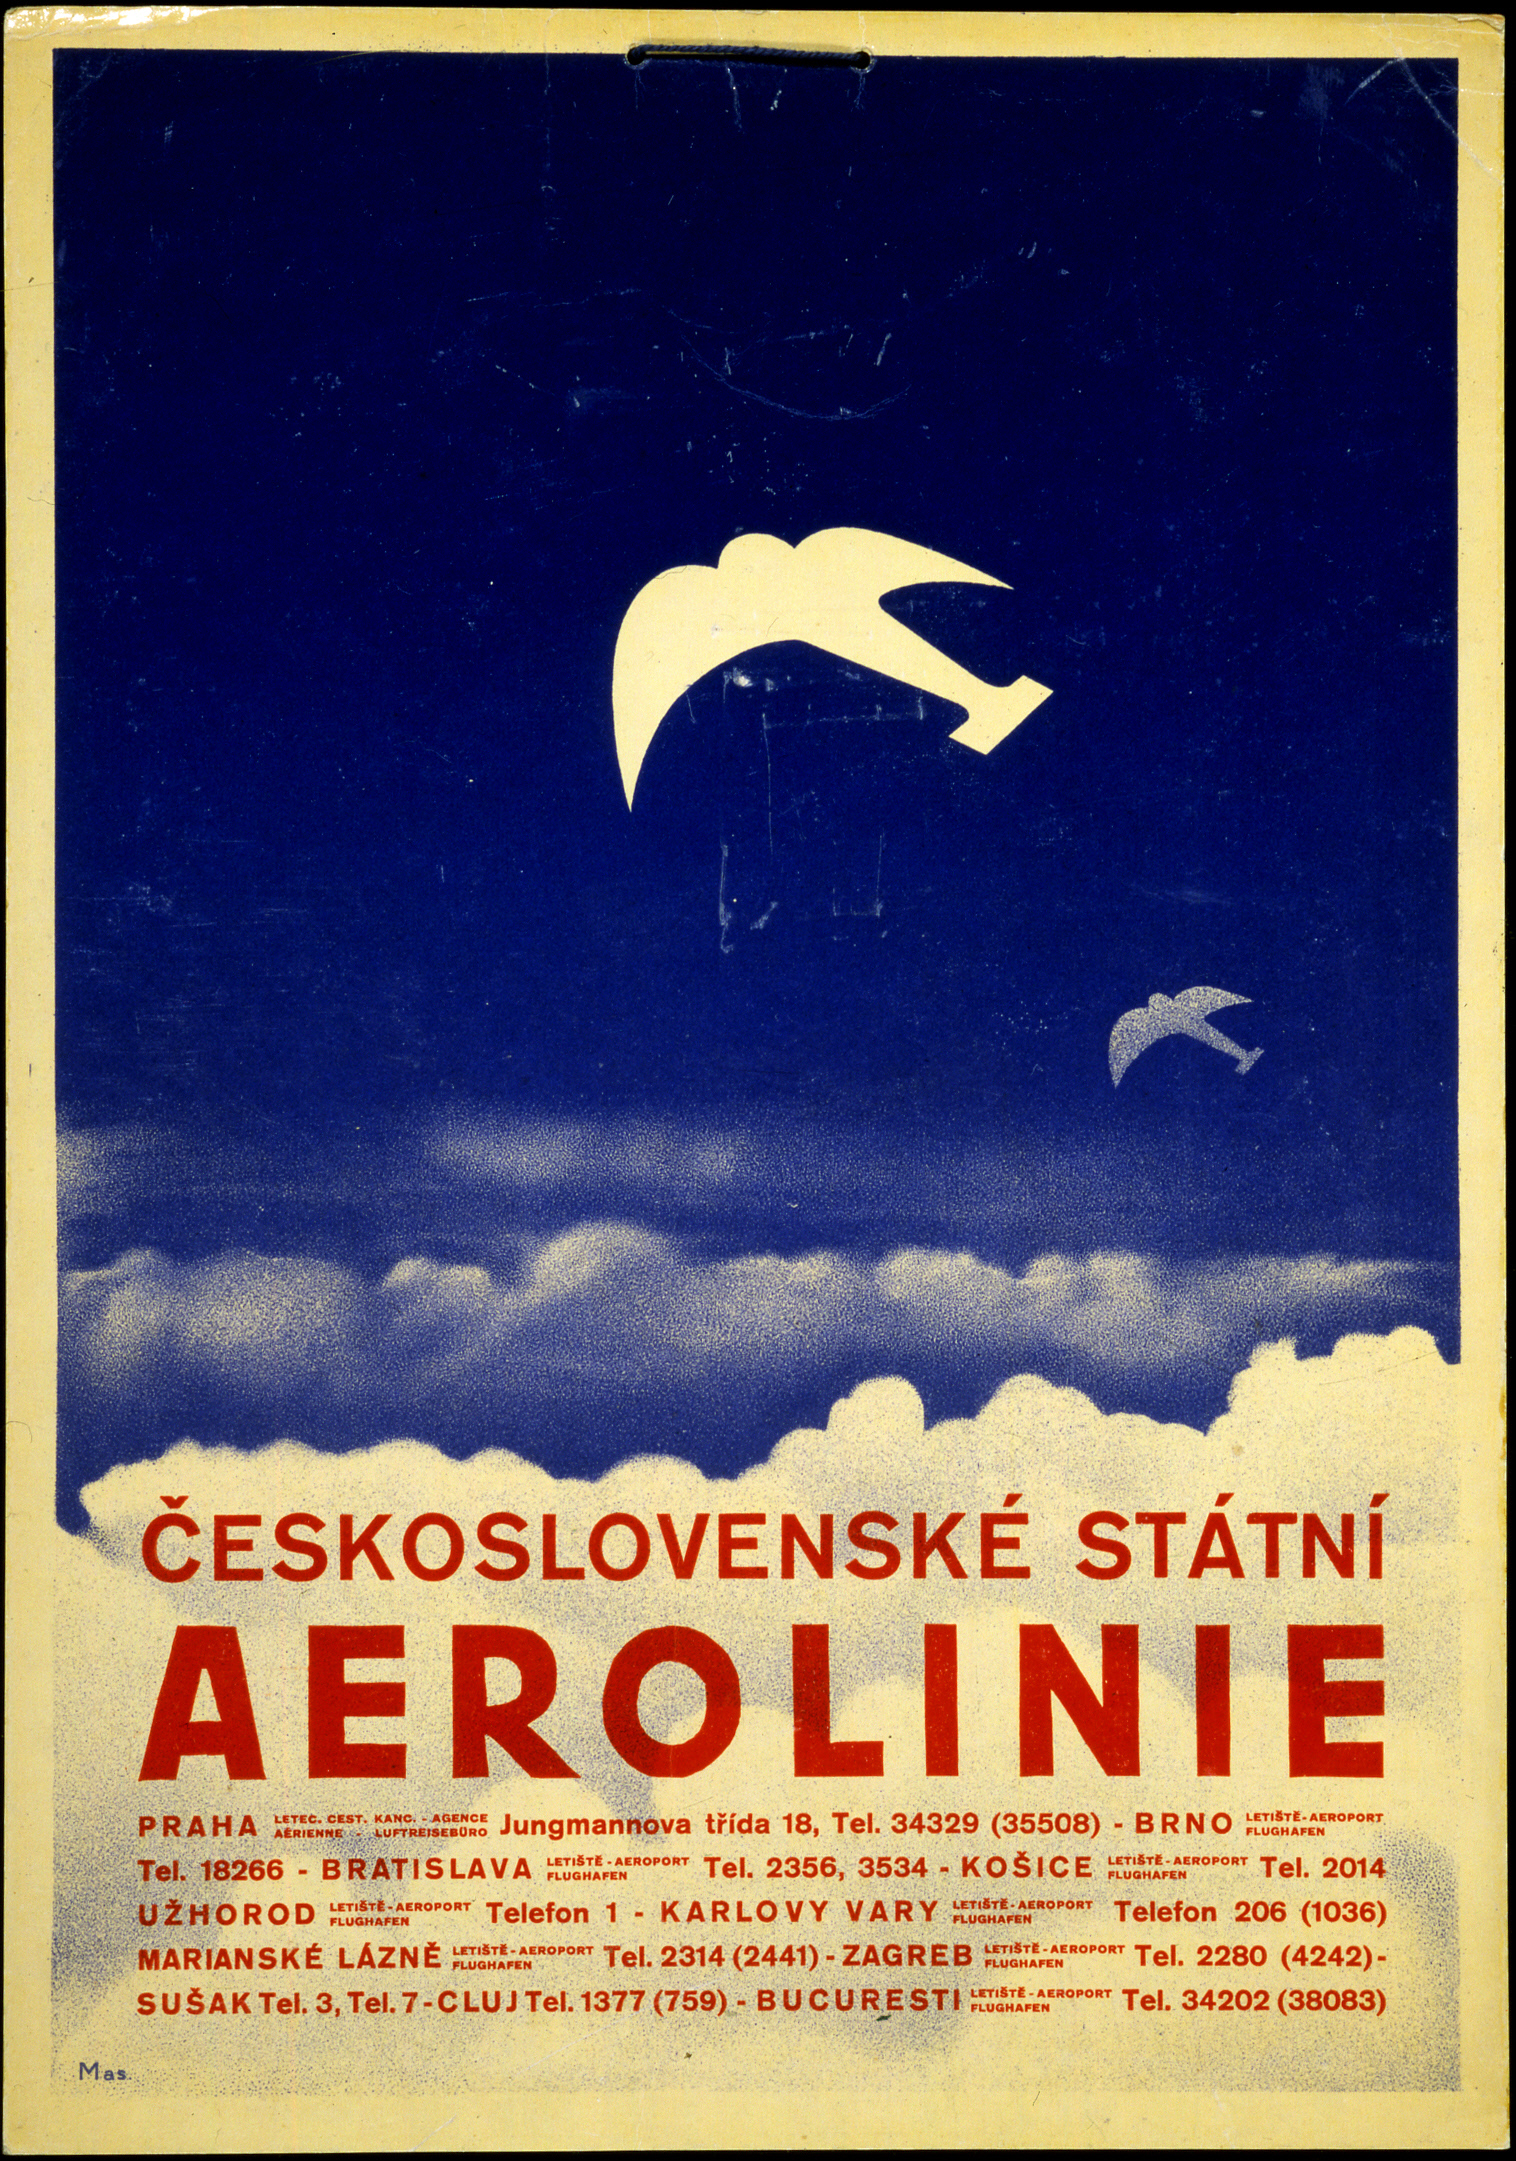 ČESKOSLOVENSKÉ STÁTNÍ
AEROLINIE
PRAHA LETEC. CEST. KANC. - AGENCE AÉRIENNE LUFTREISEBÜRO Jungmannova třída 18, Tel. 34329 (35508) - BRNO LETIŠTĚ-AEROPORT FLUGHAFEN
Tel. 18266 - BRATISLAVA LETIŠTĚ-AEROPORT FLUGHAFEN Tel. 2356, 3534 - KOŠICE LETIŠTĚ-AEROPORT FLUGHAFEN Tel. 2014
UŽHOROD LETIŠTĚ-AEROPORT FLUGHAFEN Telefon 1 - KARLOVY VARY LETIŠTĚ-AEROPORT FLUGHAFEN Telefon 206 (1036)
MARIANSKÉ LÁZNĚ LETIŠTĚ-AEROPORT FLUGHAFEN Tel. 2314 (2441) - ZAGREB LETIŠTĚ-AEROPORT FLUGHAFEN Tel. 2280 (4242)-
SUŠAK Tel. 3, Tel. 7-CLUJ Tel. 1377 (759) - BUCURESTI LETIŠTĚ-AEROPORT FLUGHAFEN Tel. 34202 (38083)
Mas.